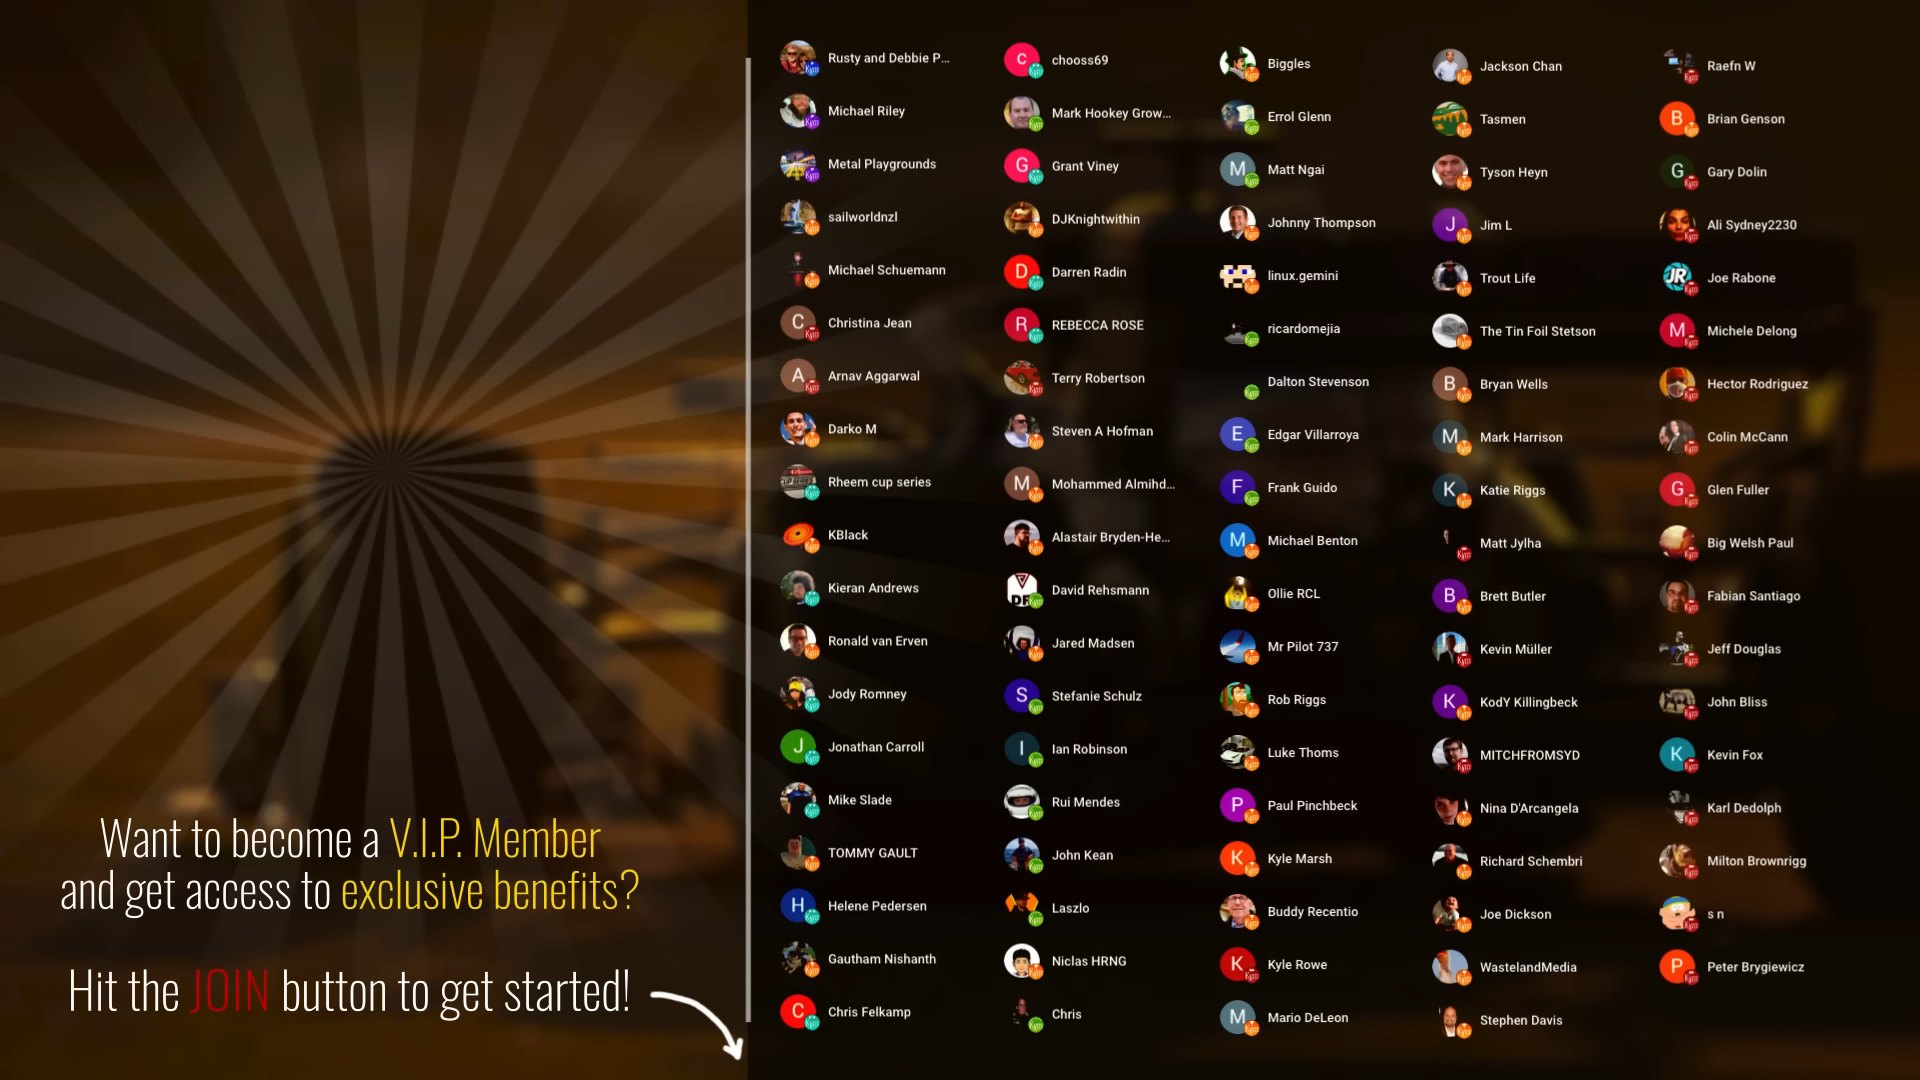 Rusty and Debbie P...
Michael Riley
Metal Playgrounds
sailworldnzl
Michael Schuemann
Christina Jean
Arnav Aggarwal
Darko M
Rheem cup series
KBlack
Kieran Andrews
Ronald van Erven
Jody Romney
Jonathan Carroll
Mike Slade
TOMMY GAULT
Helene Pedersen
Gautham Nishanth
Chris Felkamp
chooss69
Mark Hookey Grow...
Grant Viney
DJKnightwithin
Darren Radin
REBECCA ROSE
Terry Robertson
Steven A Hofman
Mohammed Almihd...
Alastair Bryden-He...
David Rehsmann
Jared Madsen
Stefanie Schulz
Ian Robinson
Rui Mendes
John Kean
Laszlo
Niclas HRNG
Chris
Biggles
Errol Glenn
Matt Ngai
Johnny Thompson
linux.gemini
ricardomejia
Dalton Stevenson
Edgar Villarroya
Frank Guido
Michael Benton
Ollie RCL
Mr Pilot 737
Rob Riggs
Luke Thoms
Paul Pinchbeck
Kyle Marsh
Buddy Recentio
Kyle Rowe
Mario DeLeon
Jackson Chan
Tasmen
Tyson Heyn
Jim L
Trout Life
The Tin Foil Stetson
Bryan Wells
Mark Harrison
Katie Riggs
Matt Jylha
Brett Butler
Kevin Müller
KodY Killingbeck
MITCHFROMSYD
Nina D'Arcangela
Richard Schembri
Joe Dickson
WastelandMedia
Stephen Davis
Raefn W
Brian Genson
Gary Dolin
Ali Sydney2230
Joe Rabone
Michele Delong
Hector Rodriguez
Colin McCann
Glen Fuller
Big Welsh Paul
Fabian Santiago
Jeff Douglas
John Bliss
Kevin Fox
Karl Dedolph
Milton Brownrigg
s n
Peter Brygiewicz
Want to become a V.I.P. Member
and get access to exclusive benefits?
Hit the JOIN button to get started!